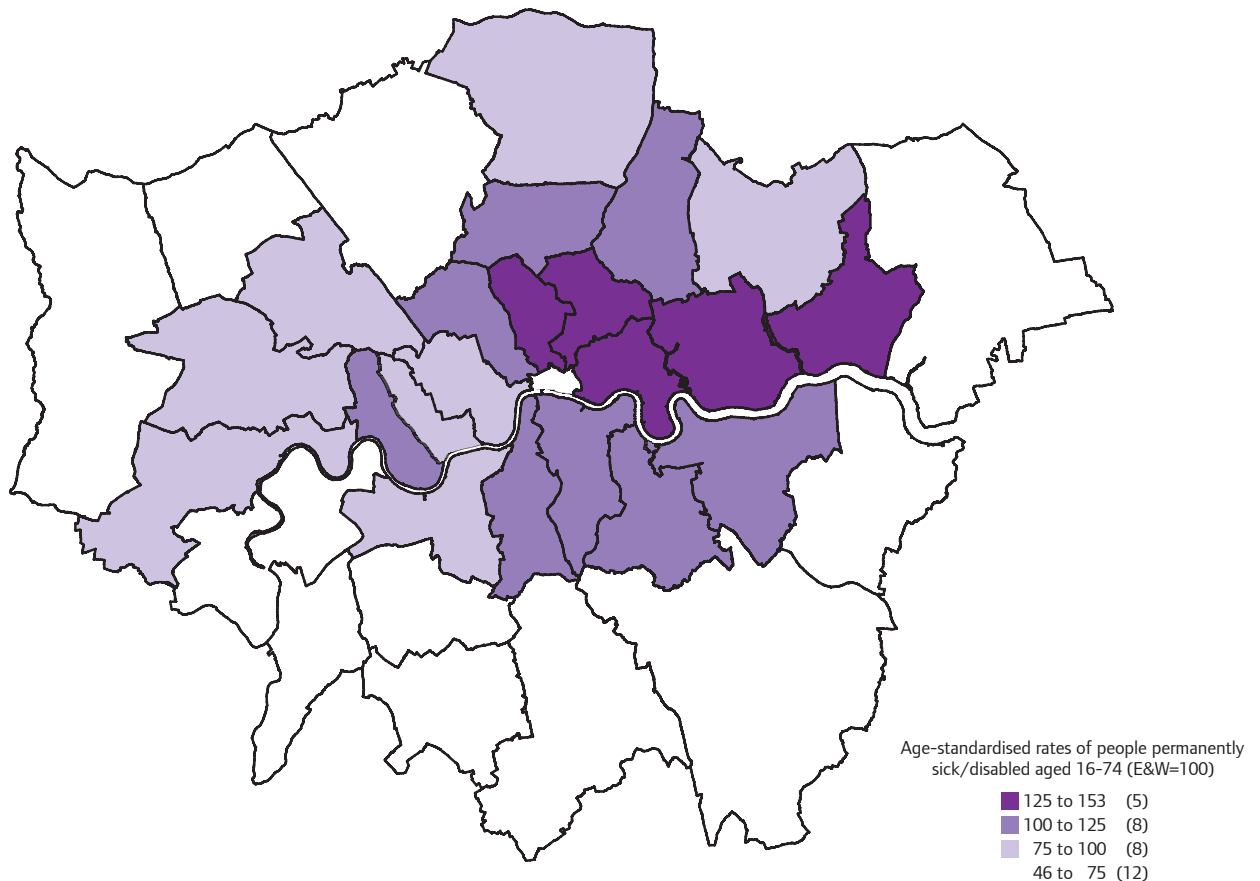 Age-standardised rates of people permanently
sick/disabled aged 16-74 (E&W=100)
125 to 153 (5)
100 to 125 (8)
75 to 100 (8)
46 to 75 (12)